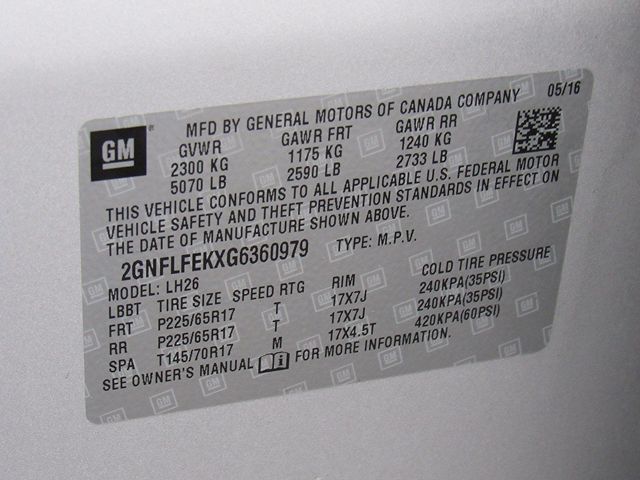 05/16
GM
MFD BY GENERAL MOTORS OF CANADA COMPANY
GVWR GAWR FRT GAWR RR
2300 KG 1175 KG 1240 KG
5070 LB 2590 LB 2733 LB
THIS VEHICLE CONFORMS TO ALL APPLICABLE U.S. FEDERAL MOTOR
VEHICLE SAFETY AND THEFT PREVENTION STANDARDS IN EFFECT ON
THE DATE OF MANUFACTURE SHOWN ABOVE.
2GNFLFEKXG6360979 TYPE: M.P.V.
MODEL: LH26
LBBT TIRE SIZE SPEED RTG RIM COLD TIRE PRESSURE
FRT P225/65R17 T 17X7J 240KPA(35PSI)
RR P225/65R17 T 17X7J 240KPA(35PSI)
SPA T145/70R17 M 17X4.5T 420KPA(60PSI)
SEE OWNER'S MANUAL FOR MORE INFORMATION.